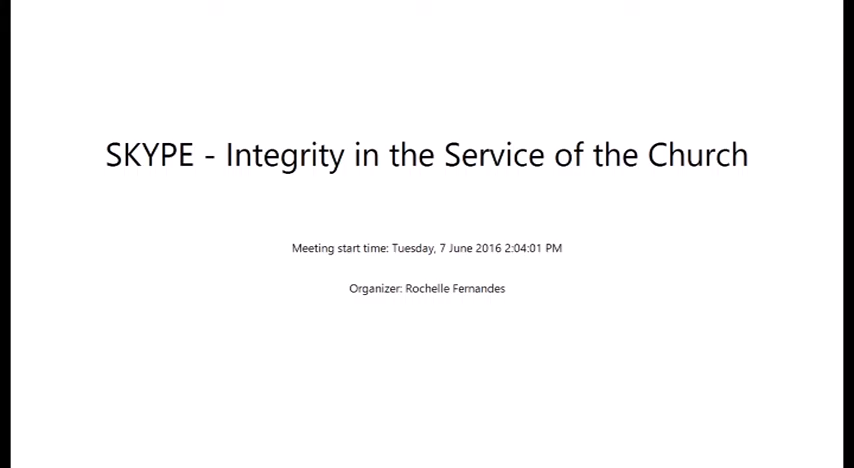 SKYPE - Integrity in the Service of the Church
Meeting start time: Tuesday, 7 June 2016 2:04:01 PM
Organizer: Rochelle Fernandes